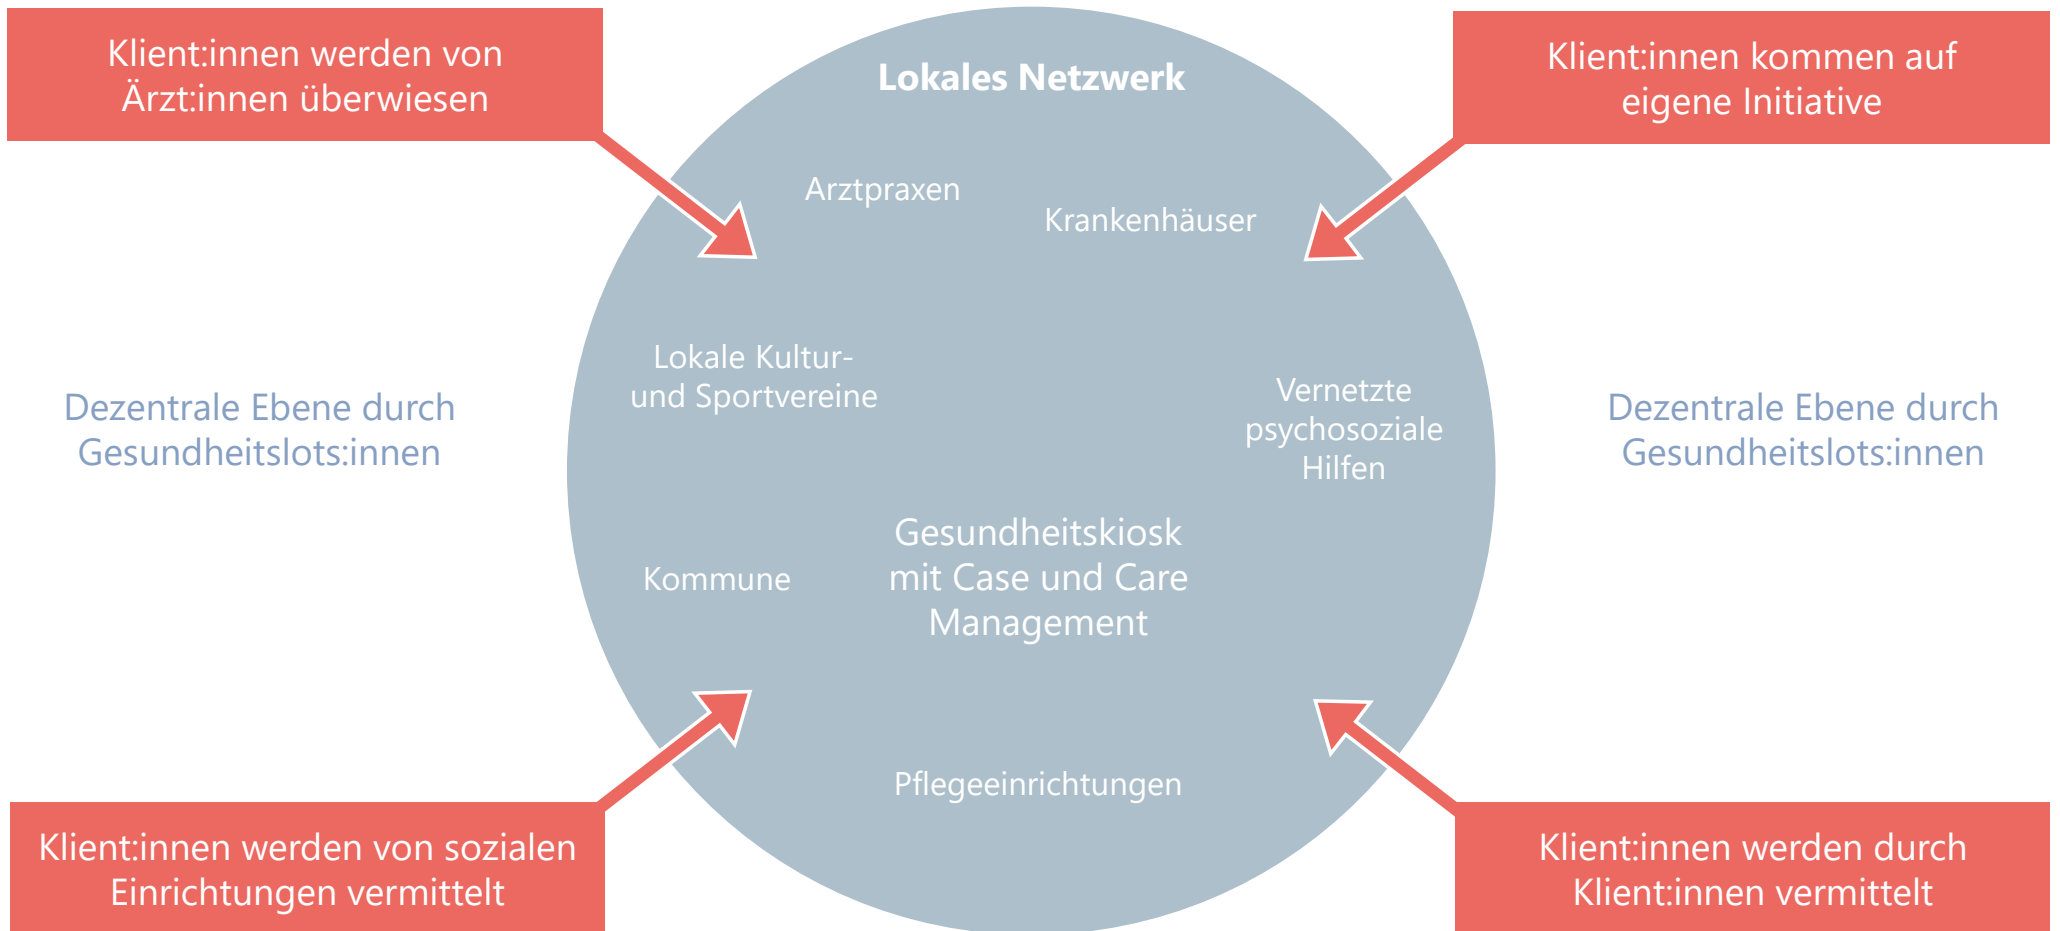 Klient:innen werden von
Ärzt:innen überwiesen
Lokales Netzwerk
Klient:innen kommen auf
eigene Initiative
Arztpraxen
Krankenhäuser
Lokale Kultur-
und Sportvereine
Vernetzte
psychosoziale
Hilfen
Dezentrale Ebene durch
Gesundheitslots:innen
Dezentrale Ebene durch
Gesundheitslots:innen
Gesundheitskiosk
mit Case und Care
Management
Kommune
Pflegeeinrichtungen
Klient:innen werden von sozialen
Einrichtungen vermittelt
Klient:innen werden durch
Klient:innen vermittelt